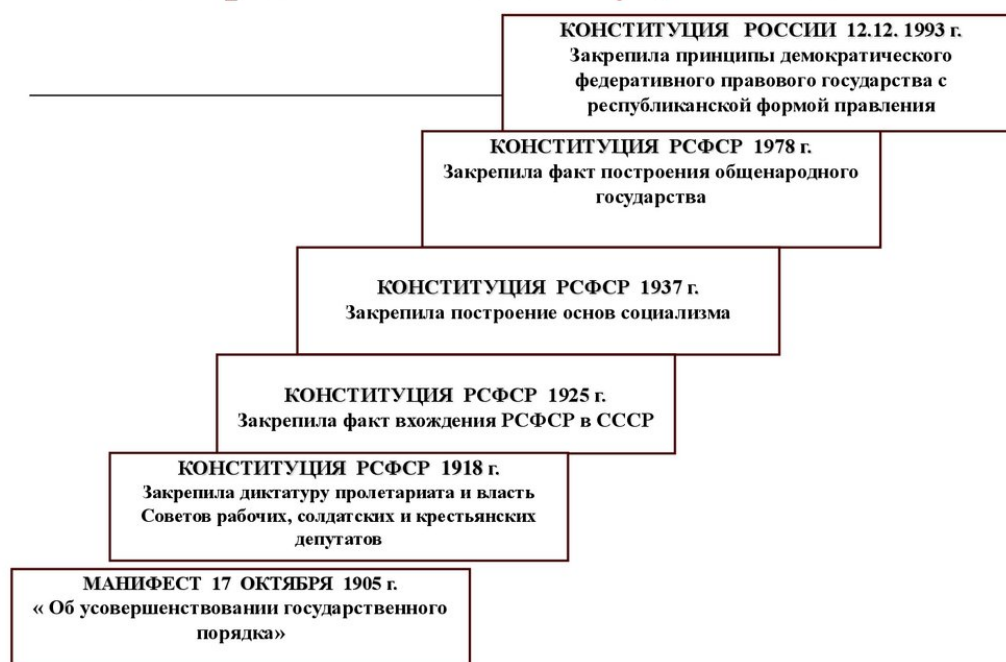 КОНСТИТУЦИЯ РОССИИ 12.12. 1993 г.
Закрепила принципы демократического
федеративного правового государства с
республиканской формой правления
КОНСТИТУЦИЯ РСФСР 1978 г.
Закрепила факт построения общенародного
государства
КОНСТИТУЦИЯ РСФСР 1937 г.
Закрепила построение основ социализма
КОНСТИТУЦИЯ РСФСР 1925 г.
Закрепила факт вхождения РСФСР в СССР
КОНСТИТУЦИЯ РСФСР 1918 г.
Закрепила диктатуру пролетариата и власть
Советов рабочих, солдатских и крестьянских
депутатов
МАНИФЕСТ 17 ОКТЯБРЯ 1905 г.
« Об усовершенствовании государственного
порядка»